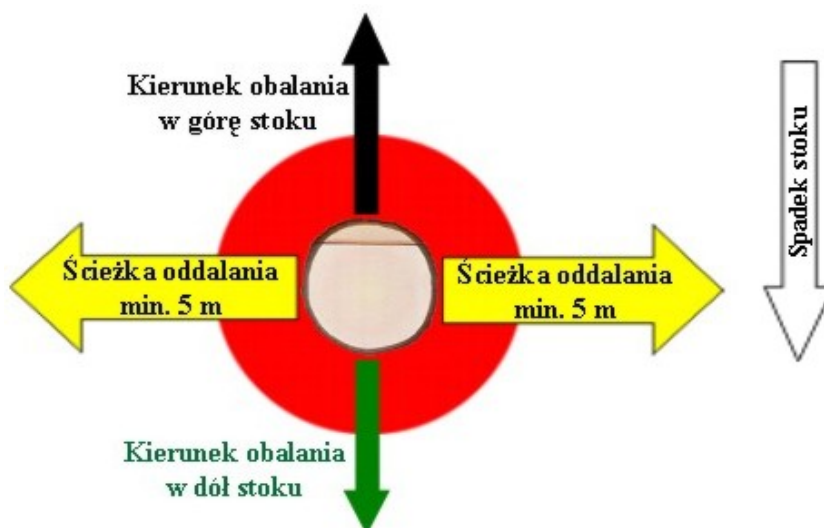 Kierunek obalania
w górę stoku
Ścieżka oddalania
min. 5 m
Ścieżka oddalania
min. 5 m
Spadek stoku
Kierunek obalania
w dół stoku